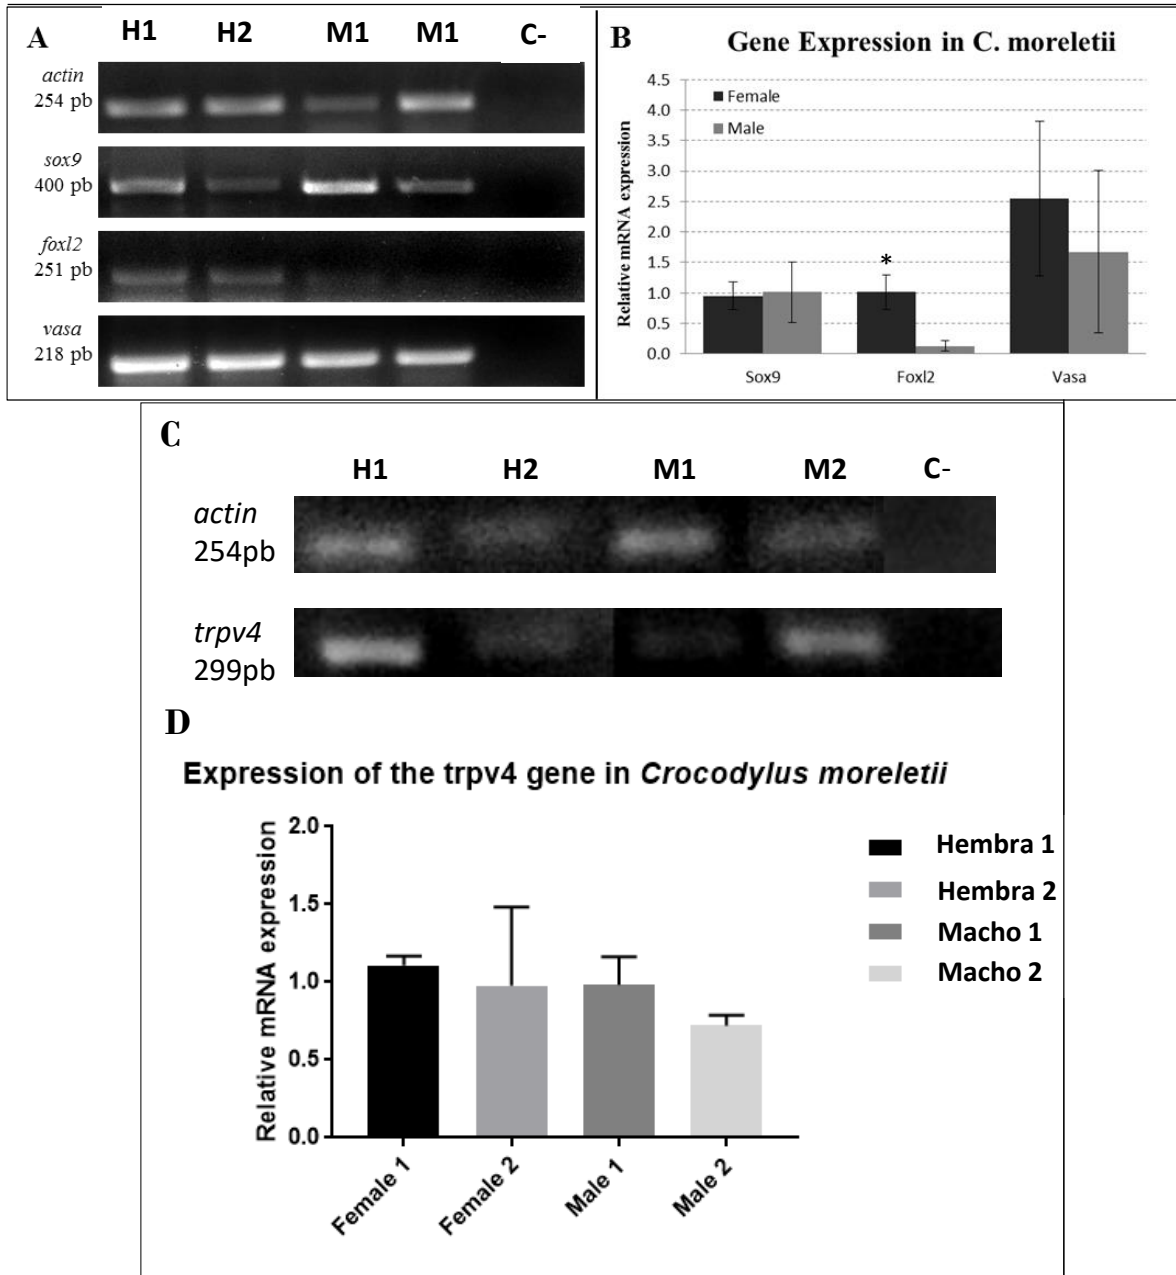 A
H1 H2 M1 M1 C-
actin
254 pb
sox9
400 pb
foxl2
251 pb
vasa
218 pb
B
Gene Expression in C. moreletii
Relative mRNA expression
4.5
4.0
3.5
3.0
2.5
2.0
1.5
1.0
0.5
0.0
Female
Male
*
Sox9 Foxl2 Vasa
C
H1 H2 M1 M2 C-
actin
254pb
trpv4
299pb
D
Expression of the trpv4 gene in Crocodylus moreletii
Relative mRNA expression
2.0
1.5
1.0
0.5
0.0
Female 1
Female 2
Male 1
Male 2
Hembra 1
Hembra 2
Macho 1
Macho 2